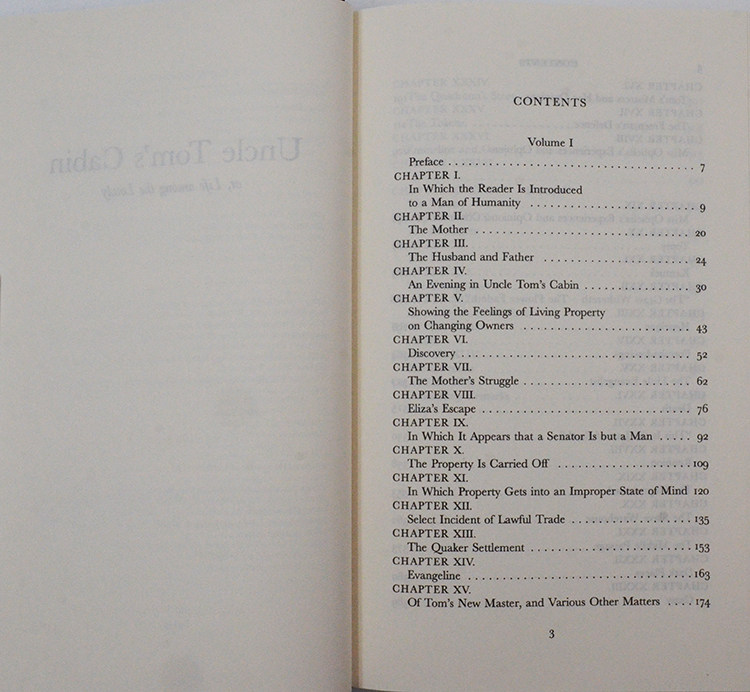 Uncle Tom's Cabin
or, Life among the Lowly
CONTENTS
Volume I
Preface . . . . . . . . . . . . . . . . . . . . . . . . . . . . . . . . . 7
CHAPTER I.
In Which the Reader Is Introduced
to a Man of Humanity . . . . . . . . . . . . . . . . . . . . . . 9
CHAPTER II.
The Mother . . . . . . . . . . . . . . . . . . . . . . . . . . . . 20
CHAPTER III.
The Husband and Father . . . . . . . . . . . . . . . . . . . 24
CHAPTER IV.
An Evening in Uncle Tom's Cabin . . . . . . . . . . . . . 30
CHAPTER V.
Showing the Feelings of Living Property
on Changing Owners . . . . . . . . . . . . . . . . . . . . . . 43
CHAPTER VI.
Discovery . . . . . . . . . . . . . . . . . . . . . . . . . . . . . . 52
CHAPTER VII.
The Mother's Struggle . . . . . . . . . . . . . . . . . . . . . . 62
CHAPTER VIII.
Eliza's Escape . . . . . . . . . . . . . . . . . . . . . . . . . . . 76
CHAPTER IX.
In Which It Appears that a Senator Is but a Man . . . . . 92
CHAPTER X.
The Property Is Carried Off . . . . . . . . . . . . . . . . . 109
CHAPTER XI.
In Which Property Gets into an Improper State of Mind 120
CHAPTER XII.
Select Incident of Lawful Trade . . . . . . . . . . . . . . . 135
CHAPTER XIII.
The Quaker Settlement . . . . . . . . . . . . . . . . . . . . . 153
CHAPTER XIV.
Evangeline . . . . . . . . . . . . . . . . . . . . . . . . . . . . . 163
CHAPTER XV.
Of Tom's New Master, and Various Other Matters . . . . 174
3